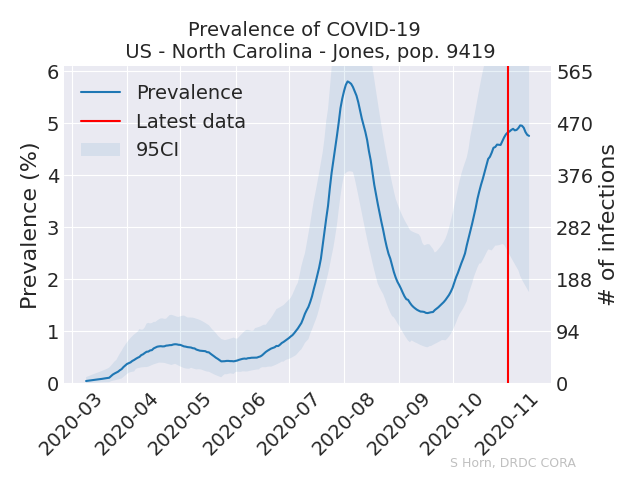 Prevalence of COVID-19
US - North Carolina - Jones, pop. 9419
Prevalence
Latest data
95CI
Prevalence (%)
6
5
4
3
2
1
0
565
470
376
282
188
94
0
# of infections
2020-03
2020-04
2020-05
2020-06
2020-07
2020-08
2020-09
2020-10
2020-11
S Horn, DRDC CORA